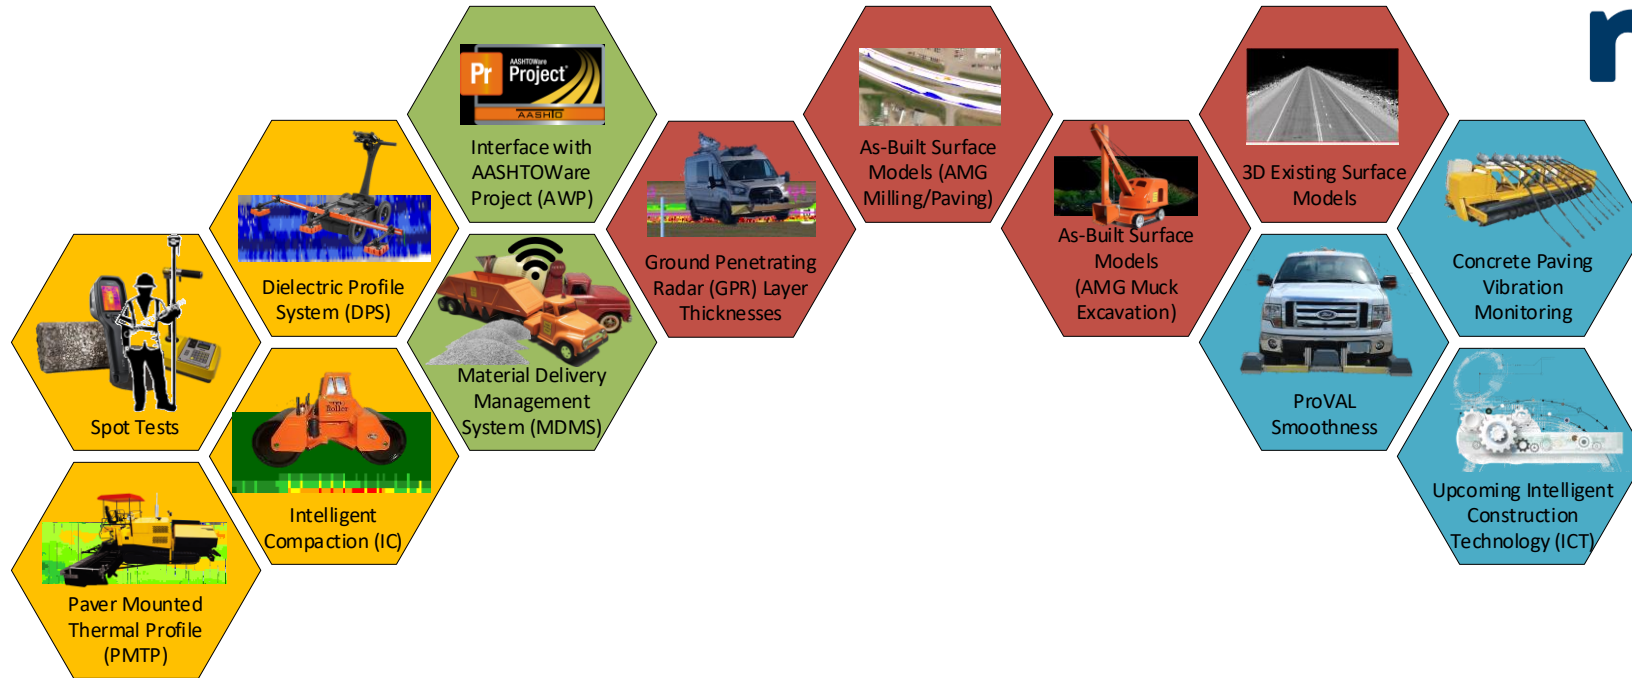 Pr
AASHTOWare
Project
AASHTO
Interface with
AASHTOWare
Project (AWP)
As-Built Surface
Models (AMG
Milling/Paving)
3D Existing Surface
Models
Dielectric Profile
System (DPS)
Ground Penetrating
Radar (GPR) Layer
Thicknesses
As-Built Surface
Models
(AMG Muck
Excavation)
Concrete Paving
Vibration
Monitoring
Spot Tests
Material Delivery
Management
System (MDMS)
ProVAL
Smoothness
Roller
Intelligent
Compaction (IC)
Upcoming Intelligent
Construction
Technology (ICT)
Paver Mounted
Thermal Profile
(PMTP)